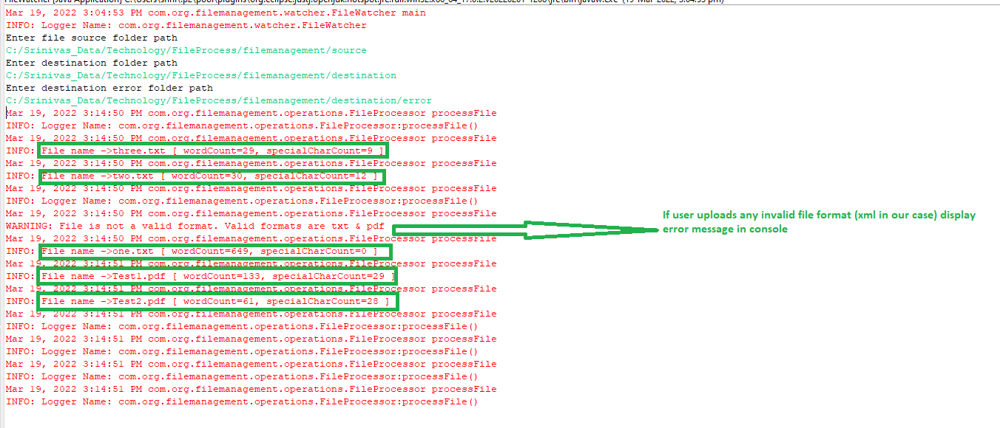 Mar 19, 2022 3:04:53 PM com.org.filemanagement.watcher.FileWatcher main
INFO: Logger Name: com.org.filemanagement.watcher.FileWatcher
Enter file source folder path
C:/Srinivas_Data/Technology/FileProcess/filemanagement/source
Enter destination folder path
C:/Srinivas_Data/Technology/FileProcess/filemanagement/destination
Enter destination error folder path
C:/Srinivas_Data/Technology/FileProcess/filemanagement/destination/error
Mar 19, 2022 3:14:50 PM com.org.filemanagement.operations.FileProcessor processFile
INFO: Logger Name: com.org.filemanagement.operations.FileProcessor:processFile()
Mar 19, 2022 3:14:50 PM com.org.filemanagement.operations.FileProcessor processFile
INFO: File name ->three.txt [ wordCount=29, specialCharCount=9 ]
Mar 19, 2022 3:14:50 PM com.org.filemanagement.operations.FileProcessor processFile
INFO: File name ->two.txt [ wordCount=30, specialCharCount=12 ]
Mar 19, 2022 3:14:50 PM com.org.filemanagement.operations.FileProcessor processFile
INFO: Logger Name: com.org.filemanagement.operations.FileProcessor:processFile()
Mar 19, 2022 3:14:50 PM com.org.filemanagement.operations.FileProcessor processFile
WARNING: File is not a valid format. Valid formats are txt & pdf
If user uploads any invalid file format (xml in our case) display
error message in console
Mar 19, 2022 3:14:50 PM com.org.filemanagement.operations.FileProcessor processFile
INFO: File name ->one.txt [ wordCount=649, specialCharCount=0 ]
Mar 19, 2022 3:14:51 PM com.org.filemanagement.operations.FileProcessor processFile
INFO: File name ->Test1.pdf [ wordCount=133, specialCharCount=29 ]
Mar 19, 2022 3:14:51 PM com.org.filemanagement.operations.FileProcessor processFile
INFO: File name ->Test2.pdf [ wordCount=61, specialCharCount=28 ]
Mar 19, 2022 3:14:51 PM com.org.filemanagement.operations.FileProcessor processFile
INFO: Logger Name: com.org.filemanagement.operations.FileProcessor:processFile()
Mar 19, 2022 3:14:51 PM com.org.filemanagement.operations.FileProcessor processFile
INFO: Logger Name: com.org.filemanagement.operations.FileProcessor:processFile()
Mar 19, 2022 3:14:51 PM com.org.filemanagement.operations.FileProcessor processFile
INFO: Logger Name: com.org.filemanagement.operations.FileProcessor:processFile()
Mar 19, 2022 3:14:51 PM com.org.filemanagement.operations.FileProcessor processFile
INFO: Logger Name: com.org.filemanagement.operations.FileProcessor:processFile()